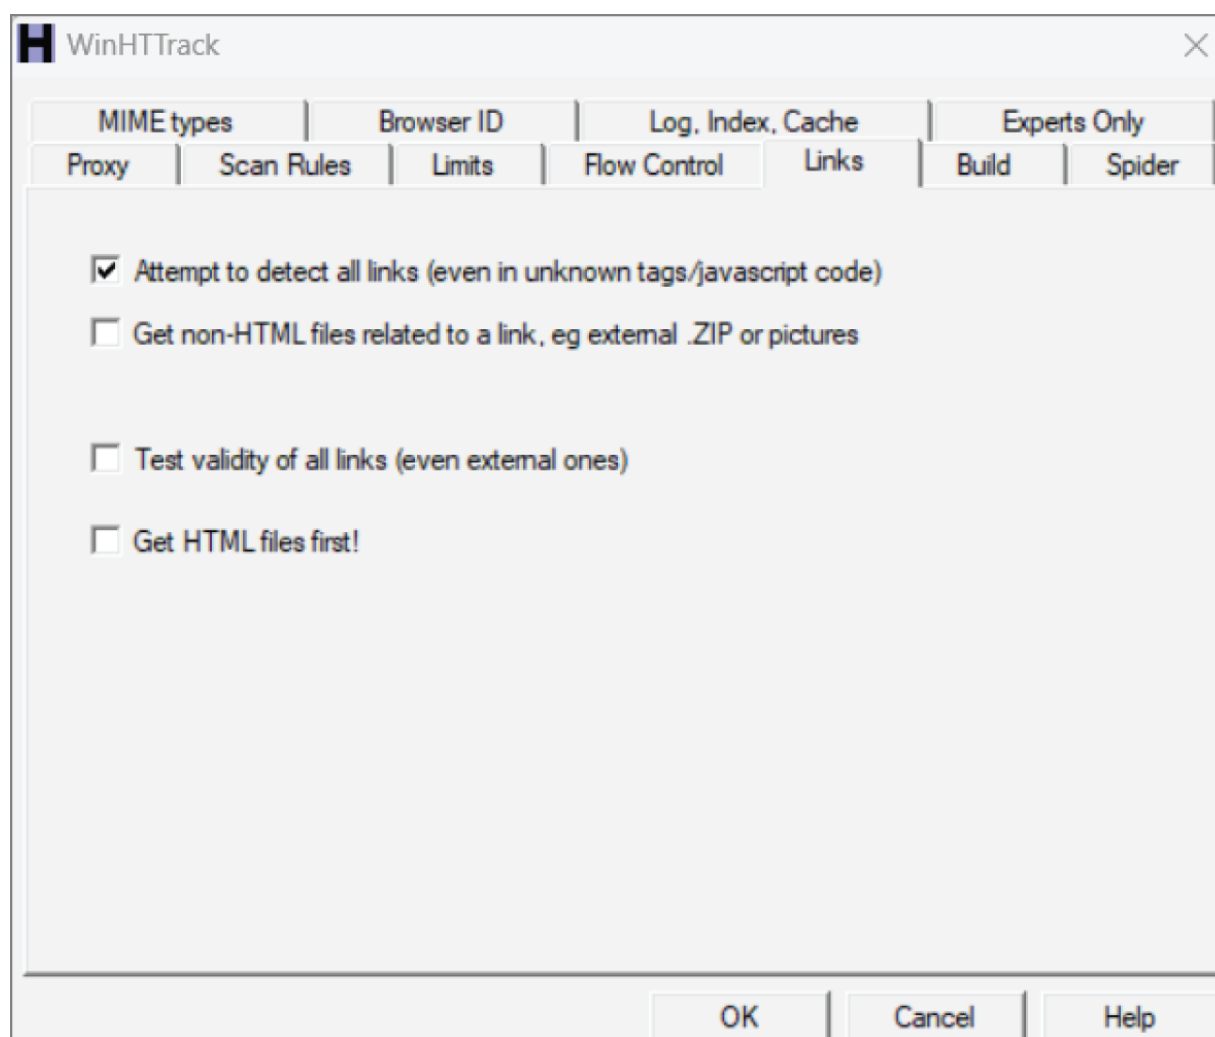 WinHTTrack
MIME types Browser ID Log, Index, Cache Experts Only
Proxy Scan Rules Limits Flow Control Links Build Spider
Attempt to detect all links (even in unknown tags/javascript code)
Get non-HTML files related to a link, eg external .ZIP or pictures
Test validity of all links (even external ones)
Get HTML files first!
OK Cancel Help